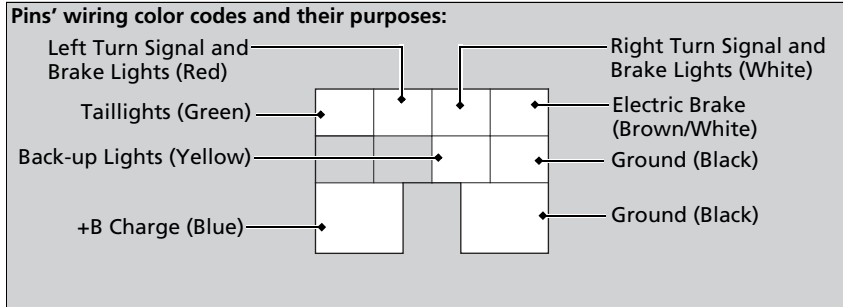 Pins’ wiring color codes and their purposes:
Left Turn Signal and
Brake Lights (Red)
Right Turn Signal and
Brake Lights (White)
Taillights (Green)
Electric Brake
(Brown/White)
Back-up Lights (Yellow)
Ground (Black)
+B Charge (Blue)
Ground (Black)